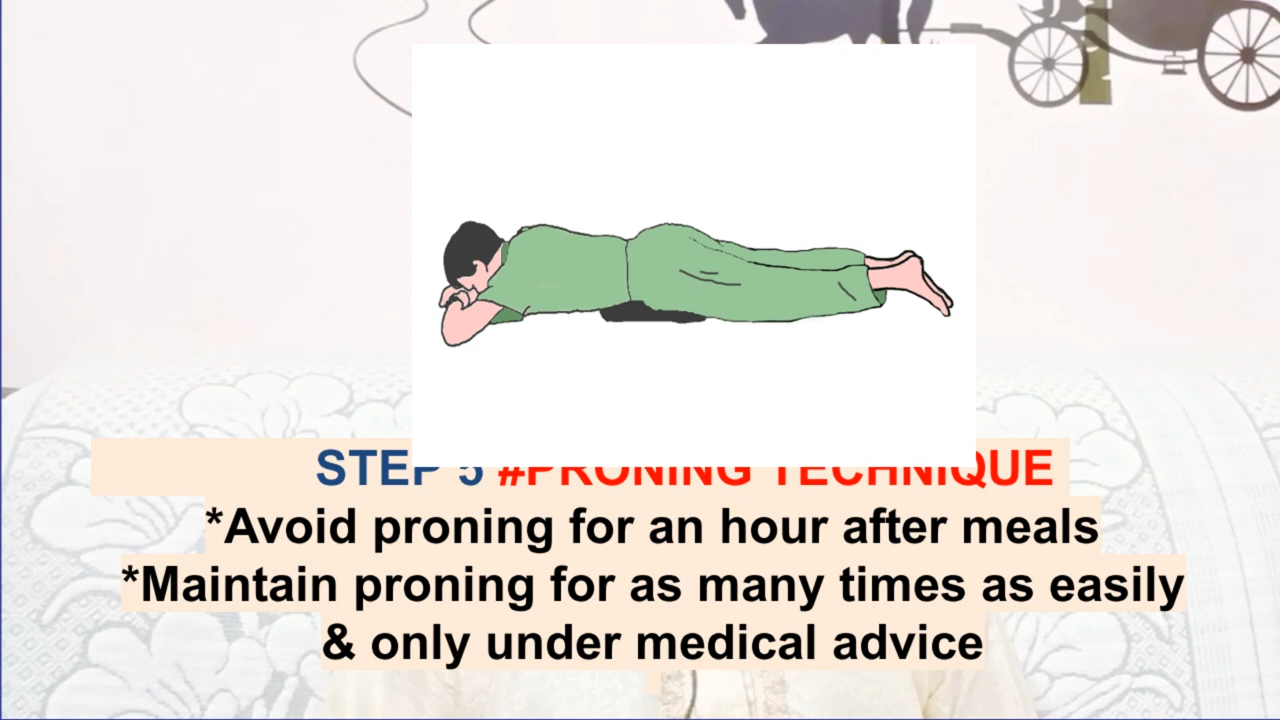 STEP 5 #PRONING TECHNIQUE
*Avoid proning for an hour after meals
*Maintain proning for as many times as easily
& only under medical advice